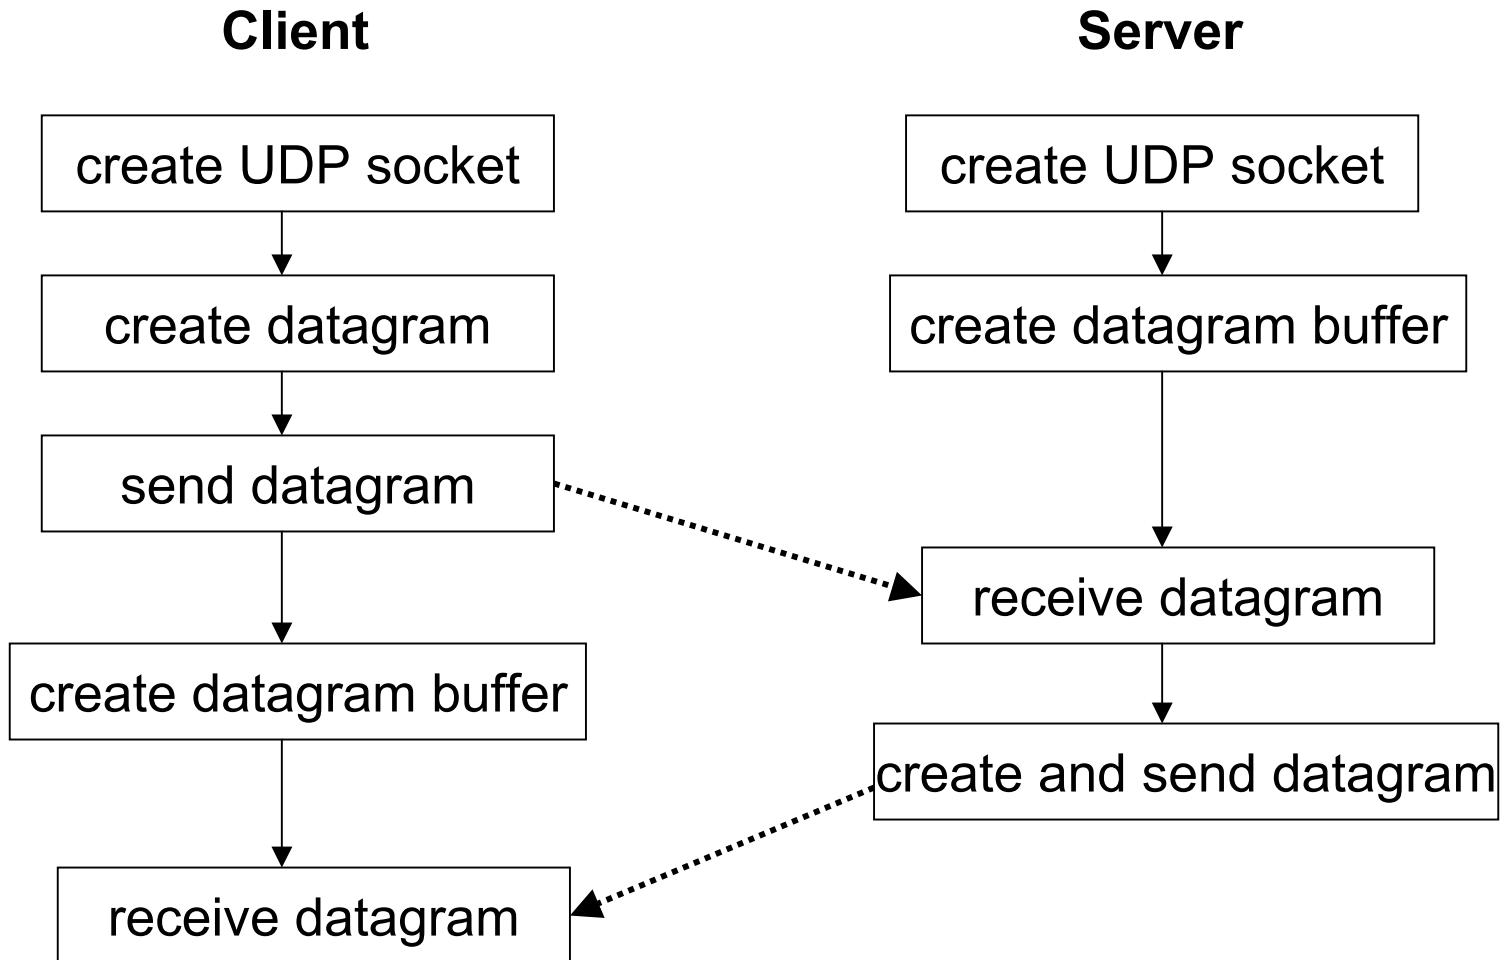 Client
Server
create UDP socket
create UDP socket
create datagram
create datagram buffer
send datagram
receive datagram
create datagram buffer
create and send datagram
receive datagram